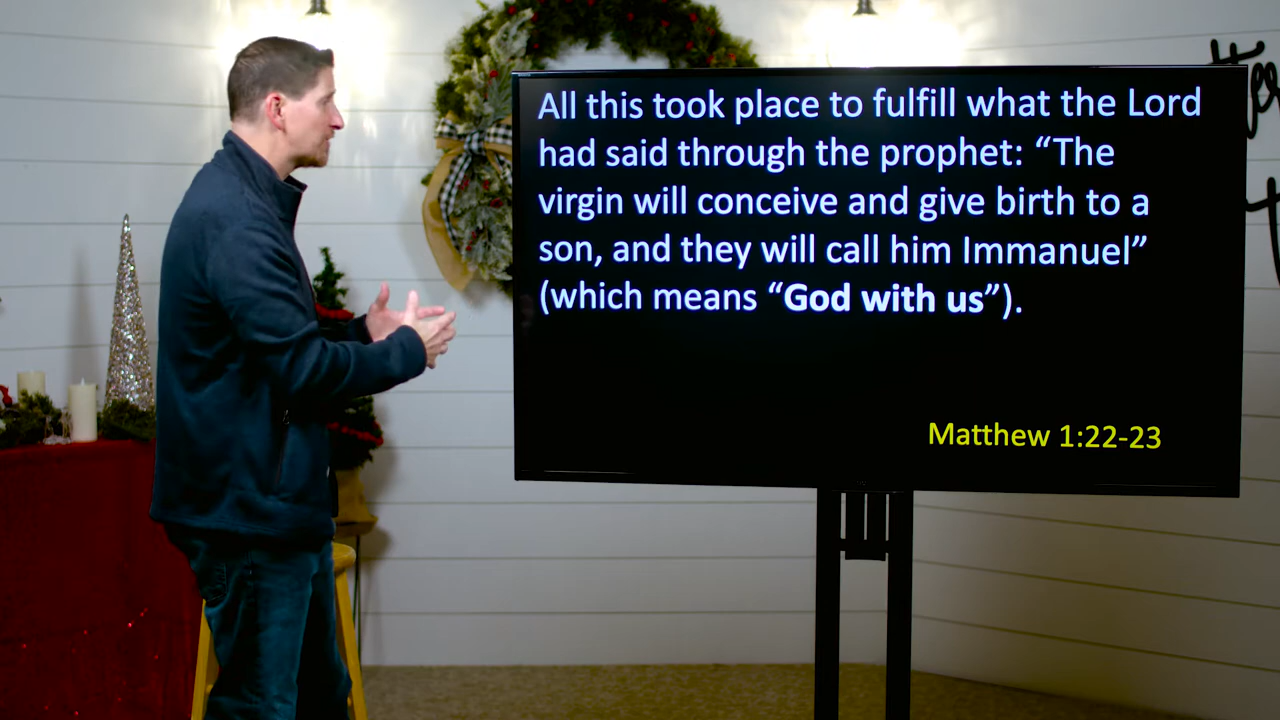 All this took place to fulfill what the Lord
had said through the prophet: “The
virgin will conceive and give birth to a
son, and they will call him Immanuel”
(which means “God with us”).
Matthew 1:22-23